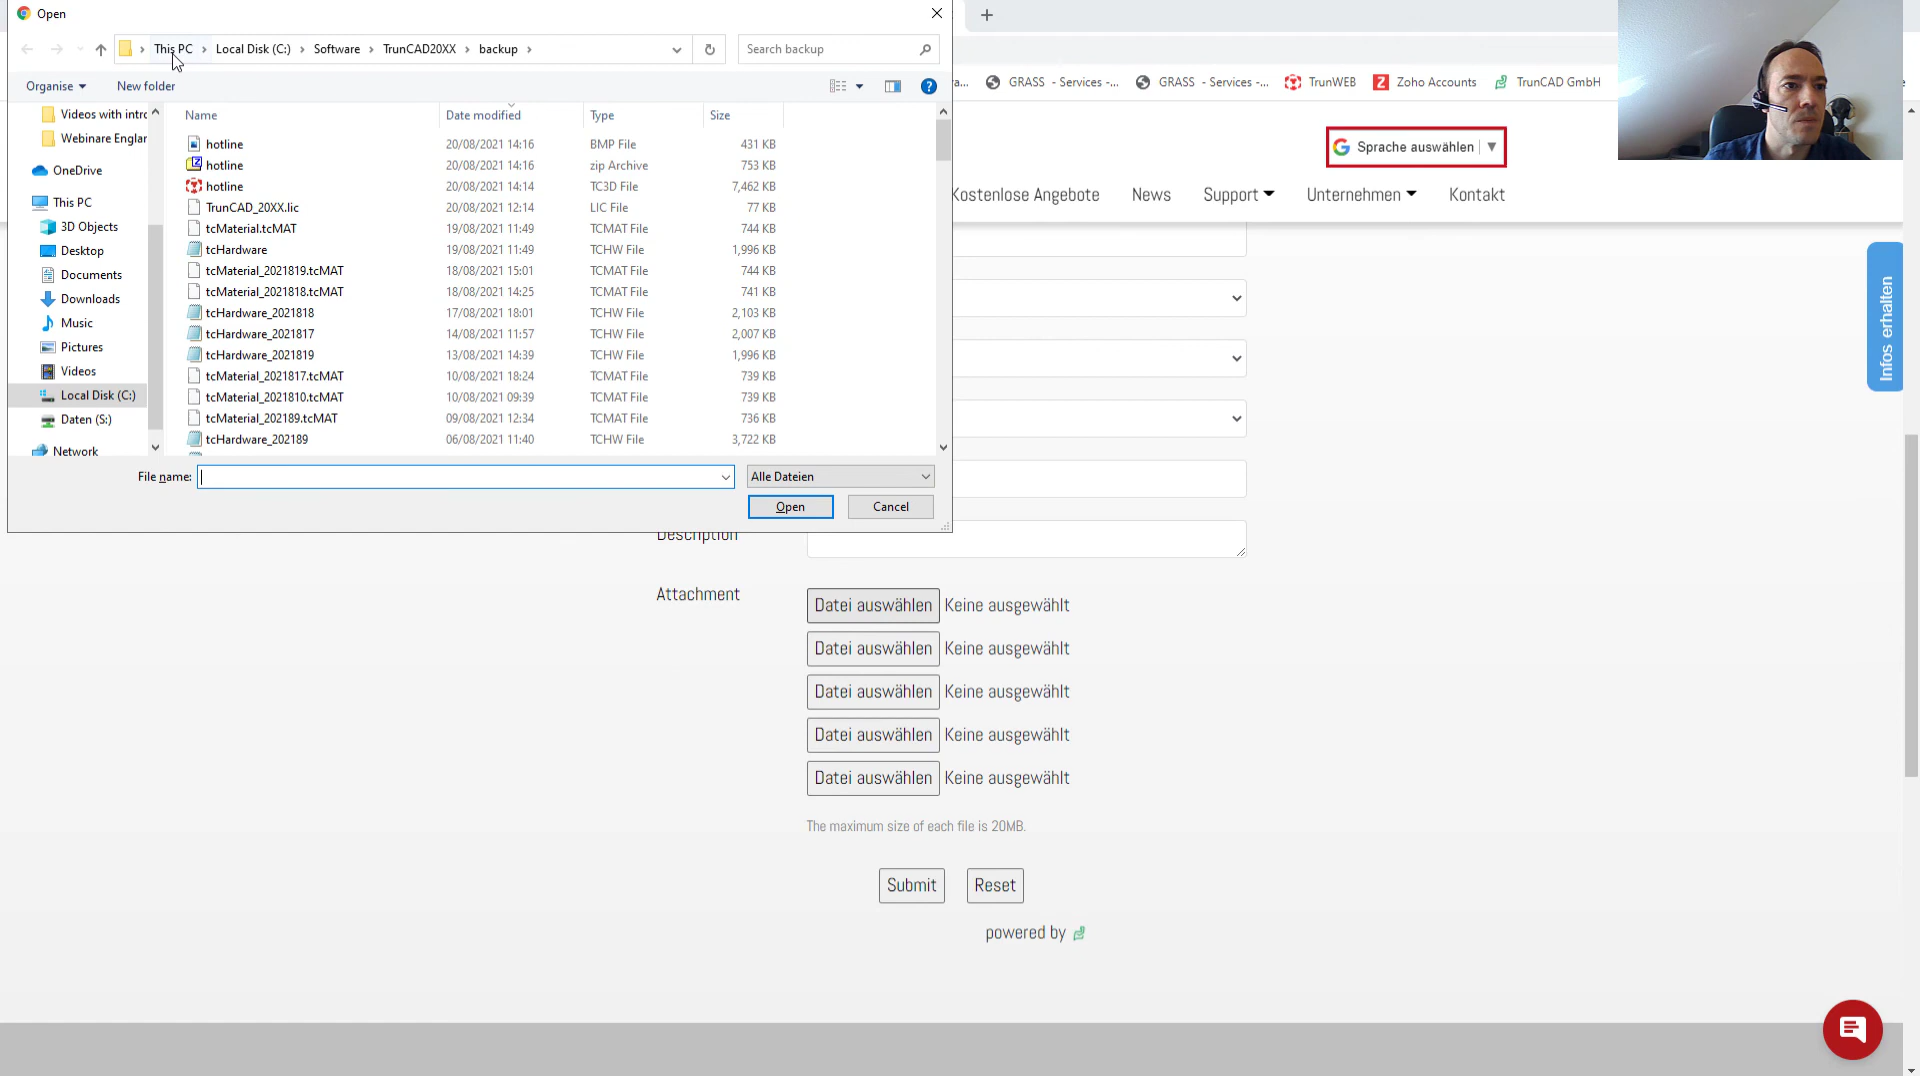 Open
This PC > Local Disk (C:) > Software > TrunCAD20XX > backup >
Search backup
Organise
New folder
ra...
GRASS - Services -...
GRASS - Services -...
TrunWEB
Zoho Accounts
TrunCAD GmbH
Videos with intro
Webinare Englan
OneDrive
This PC
3D Objects
Desktop
Documents
Downloads
Music
Pictures
Videos
Local Disk (C:)
Daten (S:)
Network
Name Date modified Type Size
hotline 20/08/2021 14:16 BMP File 431 KB
hotline 20/08/2021 14:16 zip Archive 753 KB
hotline 20/08/2021 14:14 TC3D File 7,462 KB
TrunCAD_20XX.lic 20/08/2021 12:14 LIC File 77 KB
tcMaterial.tcMAT 19/08/2021 11:49 TCMAT File 744 KB
tcHardware 19/08/2021 11:49 TCHW File 1,996 KB
tcMaterial_2021819.tcMAT 18/08/2021 15:01 TCMAT File 744 KB
tcMaterial_2021818.tcMAT 18/08/2021 14:25 TCMAT File 741 KB
tcHardware_2021818 17/08/2021 18:01 TCHW File 2,103 KB
tcHardware_2021817 14/08/2021 11:57 TCHW File 2,007 KB
tcHardware_2021819 13/08/2021 14:39 TCHW File 1,996 KB
tcMaterial_2021817.tcMAT 10/08/2021 18:24 TCMAT File 739 KB
tcMaterial_2021810.tcMAT 10/08/2021 09:39 TCMAT File 739 KB
tcMaterial_202189.tcMAT 09/08/2021 12:34 TCMAT File 736 KB
tcHardware_202189 06/08/2021 11:40 TCHW File 3,722 KB
File name:
Alle Dateien
Open
Cancel
Sprache auswählen
Kostenlose Angebote News Support Unternehmen Kontakt
Infos erhalten
Description
Attachment
Datei auswählen Keine ausgewählt
Datei auswählen Keine ausgewählt
Datei auswählen Keine ausgewählt
Datei auswählen Keine ausgewählt
Datei auswählen Keine ausgewählt
The maximum size of each file is 20MB.
Submit
Reset
powered by